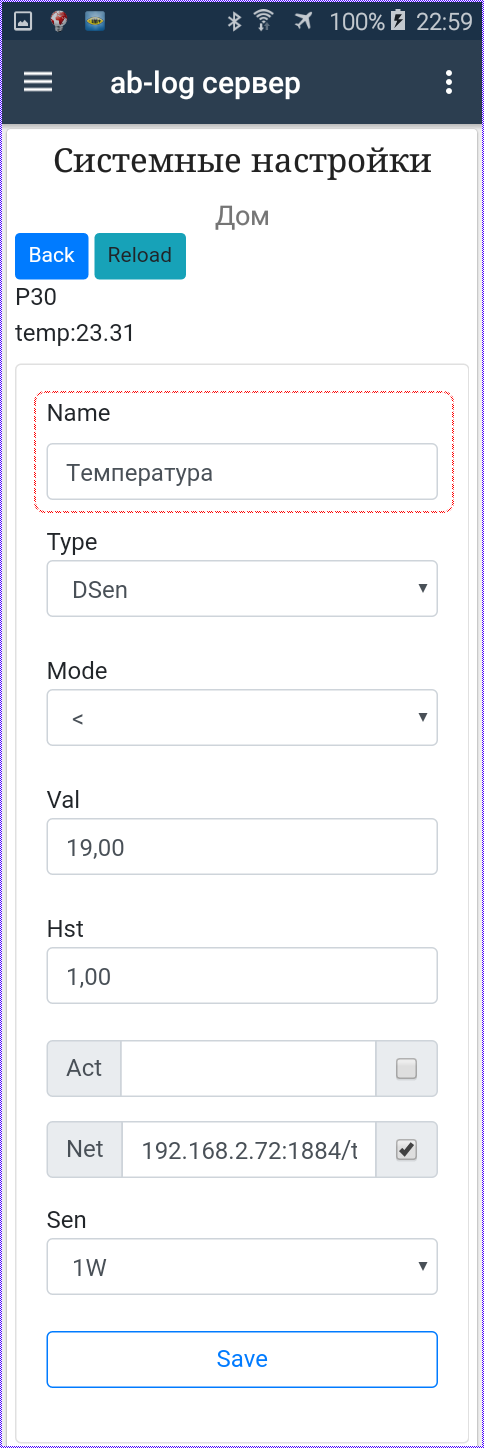 100% 22:59
ab-log сервер
Системные настройки
Дом
Back Reload
P30
temp:23.31
Name
Температура
Type
DSen
Mode
<
Val
19,00
Hst
1,00
Act
Net 192.168.2.72:1884/t
Sen
1W
Save